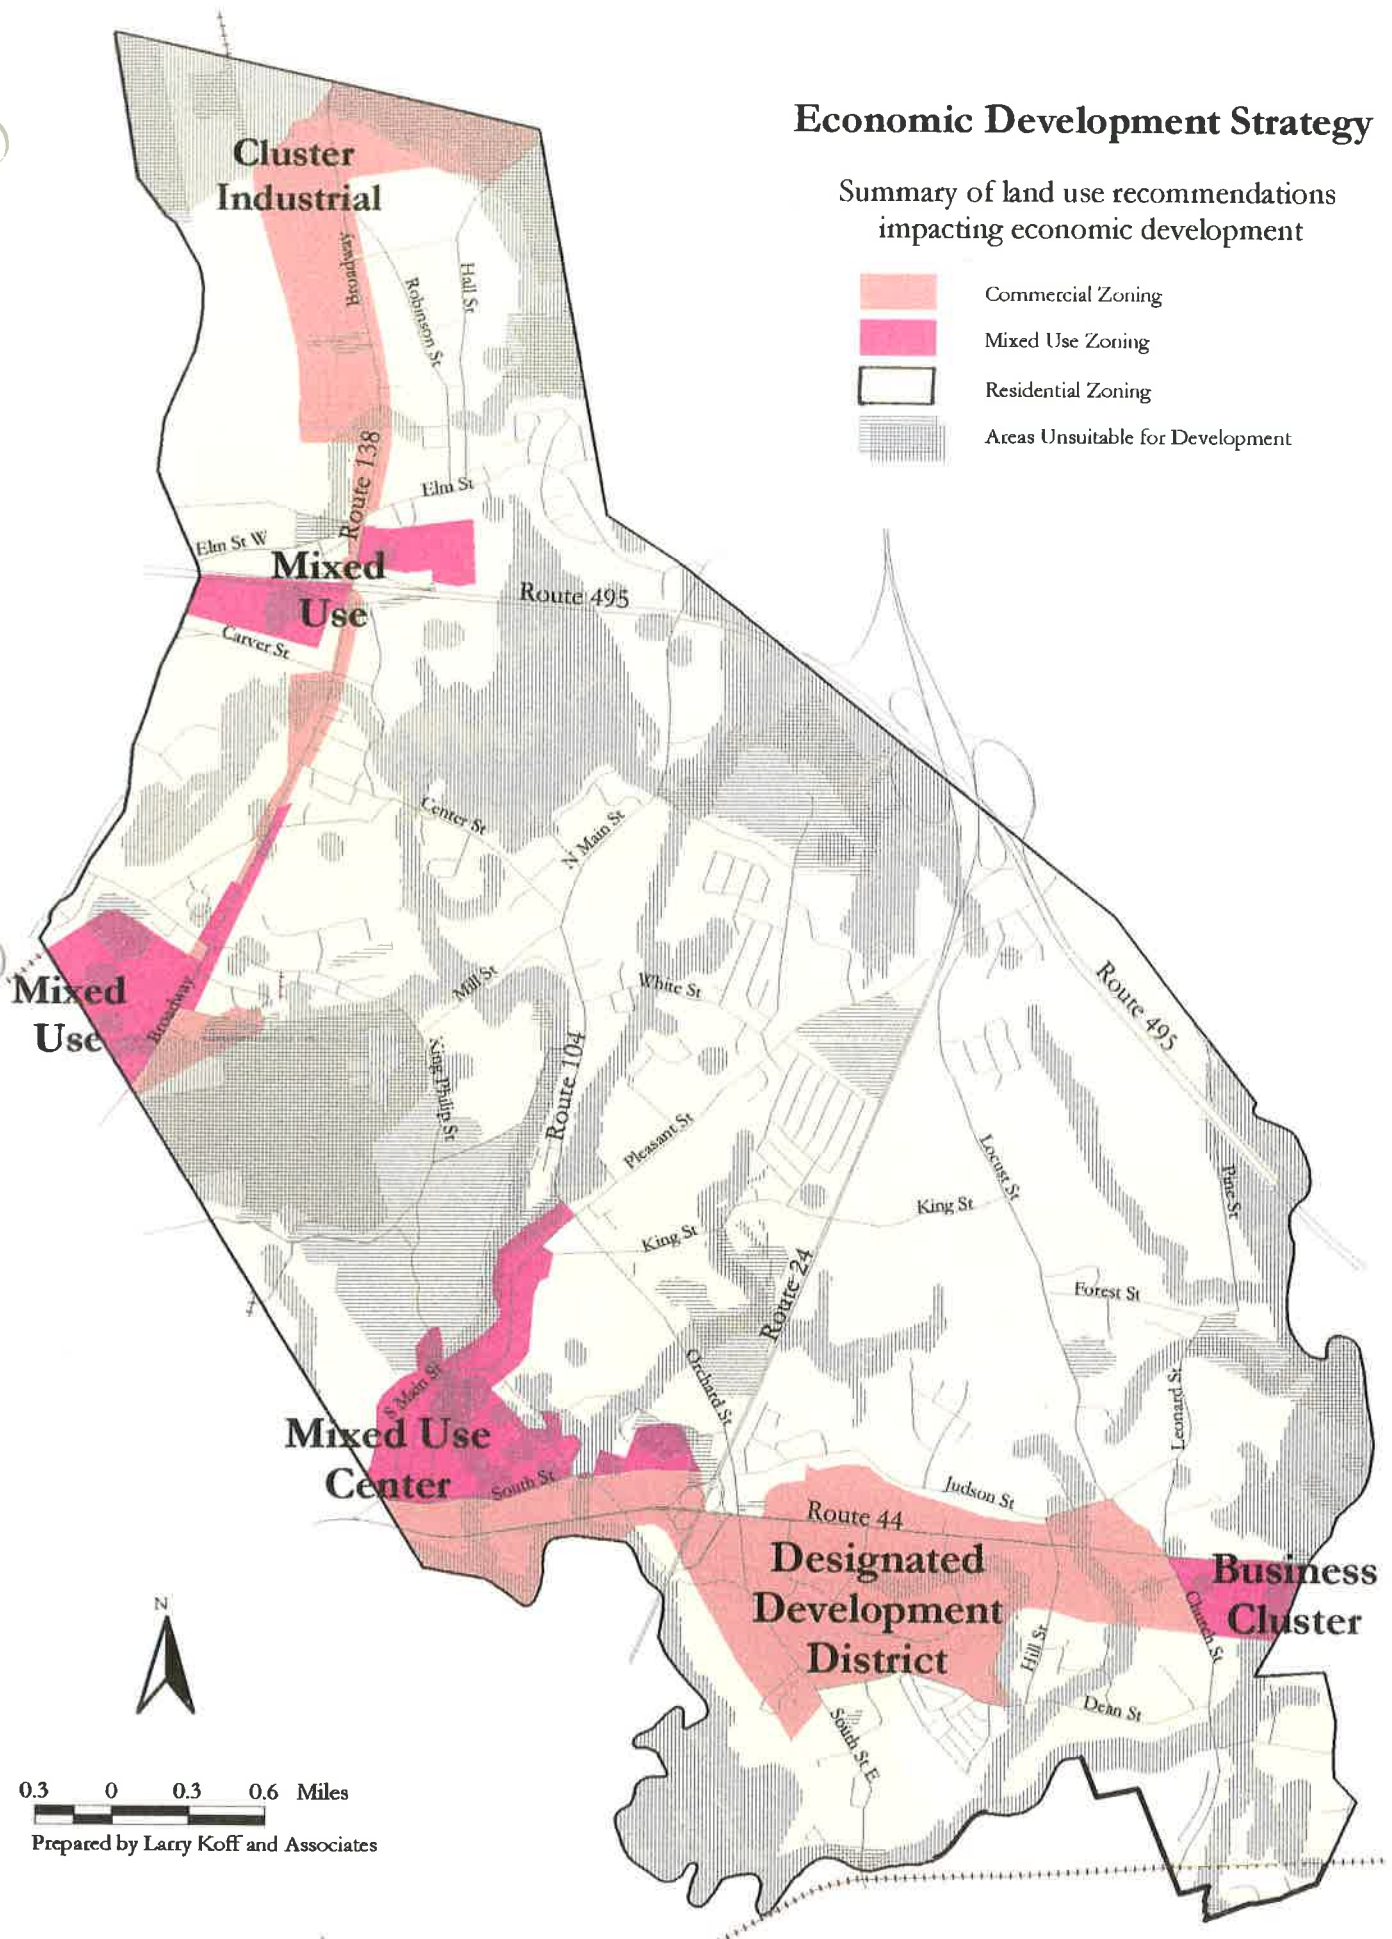 Economic Development Strategy
Summary of land use recommendations
impacting economic development
Commercial Zoning
Mixed Use Zoning
Residential Zoning
Areas Unsuitable for Development
Cluster
Industrial
Broadway
Robinson St
Hall St
Route 138
Elm St
Elm St W
Mixed
Use
Route 495
Carver St
Center St
N Main St
Mill St
White St
Mixed
Use
Broadway
King Philip St
Route 104
Pleasant St
Route 495
Locust St
Pine St
King St
King St
Route 24
Forest St
Orchard St
Leonard St
S Main St
Mixed Use
Center
South St
Judson St
Route 44
Designated
Development
District
Business
Cluster
Church St
Hill St
Dean St
South St E
N
0.3 0 0.3 0.6 Miles
Prepared by Larry Koff and Associates